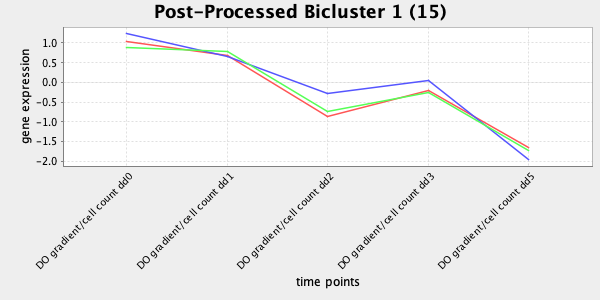 Post-Processed Bicluster 1 (15)
gene expression
1.0
0.5
0.0
-0.5
-1.0
-1.5
-2.0
DO gradient/cell count dd0
DO gradient/cell count dd1
DO gradient/cell count dd2
DO gradient/cell count dd3
DO gradient/cell count dd5
time points